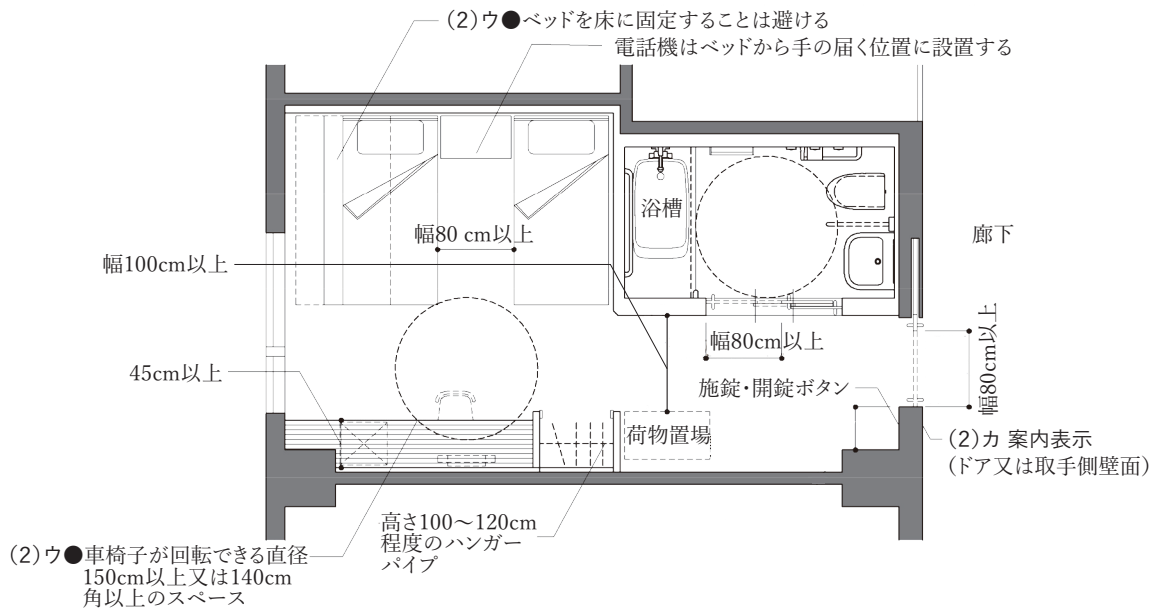 (2)ウ●ベッドを床に固定することは避ける
電話機はベッドから手の届く位置に設置する
浴槽
廊下
幅80 cm以上
幅100cm以上
幅80cm以上
幅80cm以上
45cm以上
施錠・開錠ボタン
荷物置場
(2)カ 案内表示
(ドア又は取手側壁面)
高さ100～120cm
程度のハンガー
パイプ
(2)ウ●車椅子が回転できる直径
150cm以上又は140cm
角以上のスペース